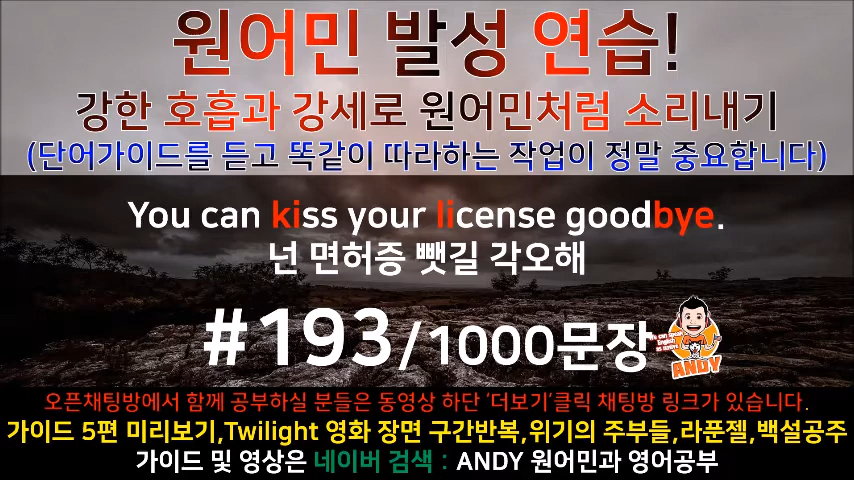 원어민 발성 연습!
강한 호흡과 강세로 원어민처럼 소리내기
(단어가이드를 듣고 똑같이 따라하는 작업이 정말 중요합니다)
You can kiss your license goodbye.
넌 면허증 뺏길 각오해
#193/1000문장
You can speak
English
as native
ANDY
오픈채팅방에서 함께 공부하실 분들은 동영상 하단 '더보기'클릭 채팅방 링크가 있습니다.
가이드 5편 미리보기,Twilight 영화 장면 구간반복,위기의 주부들,라푼젤,백설공주
가이드 및 영상은 네이버 검색 : ANDY 원어민과 영어공부